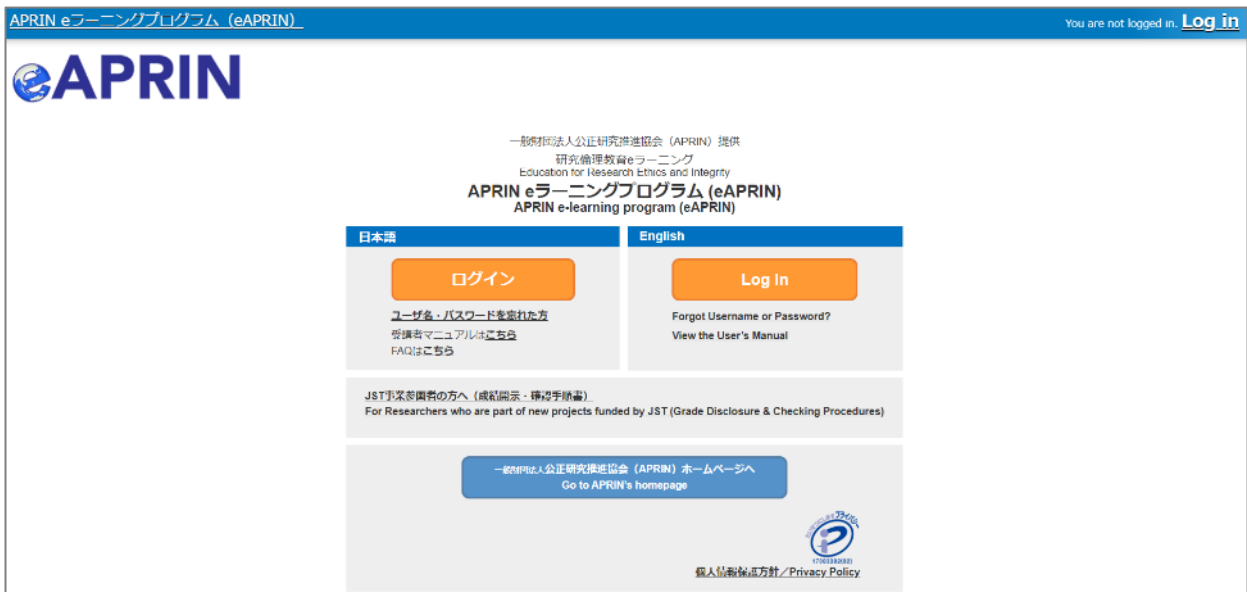 APRIN eラーニングプログラム（eAPRIN）
You are not logged in. Log in
eAPRIN
一般財団法人公正研究推進協会（APRIN）提供
研究倫理教育eラーニング
Education for Research Ethics and Integrity
APRIN eラーニングプログラム (eAPRIN)
APRIN e-learning program (eAPRIN)
日本語
ログイン
ユーザ名・パスワードを忘れた方
受講者マニュアルはこちら
FAQはこちら
English
Log In
Forgot Username or Password?
View the User's Manual
JST事業参画者の方へ（成績開示・確認手順書）
For Researchers who are part of new projects funded by JST (Grade Disclosure & Checking Procedures)
一般財団法人公正研究推進協会（APRIN）ホームページへ
Go to APRIN's homepage
プライバシー
個人情報保護方針／Privacy Policy